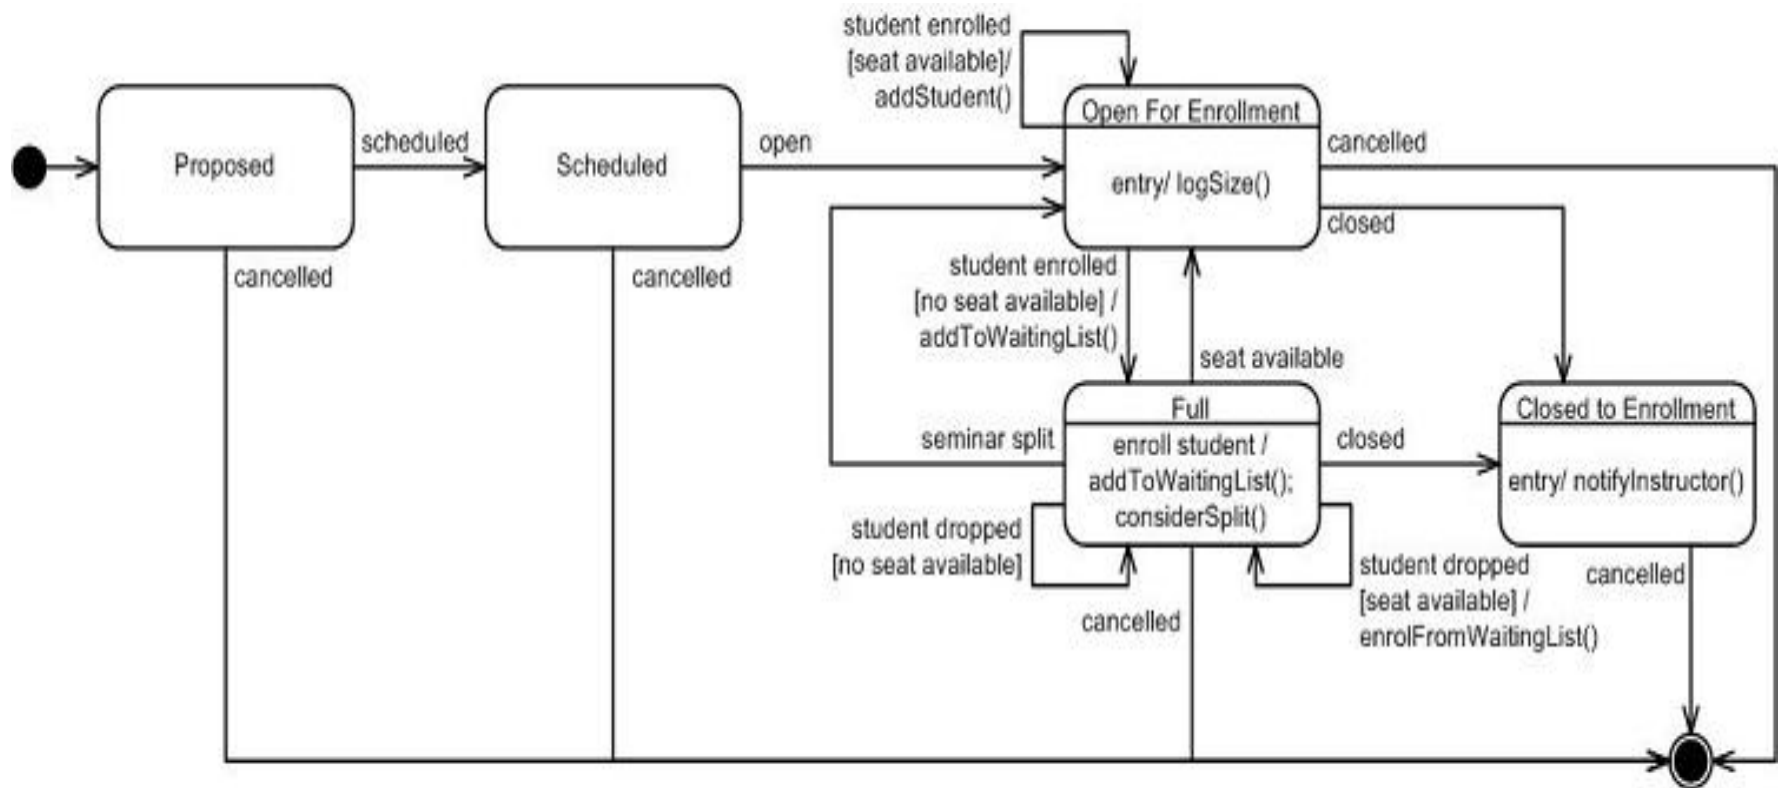 student enrolled
[seat available]/
addStudent()
Proposed
scheduled
Scheduled
open
Open For Enrollment
entry/ logSize()
cancelled
closed
cancelled
cancelled
student enrolled
[no seat available] /
addToWaitingList()
seat available
Full
enroll student /
addToWaitingList();
considerSplit()
seminar split
closed
Closed to Enrollment
entry/ notifyInstructor()
student dropped
[no seat available]
student dropped
[seat available] /
enrolFromWaitingList()
cancelled
cancelled